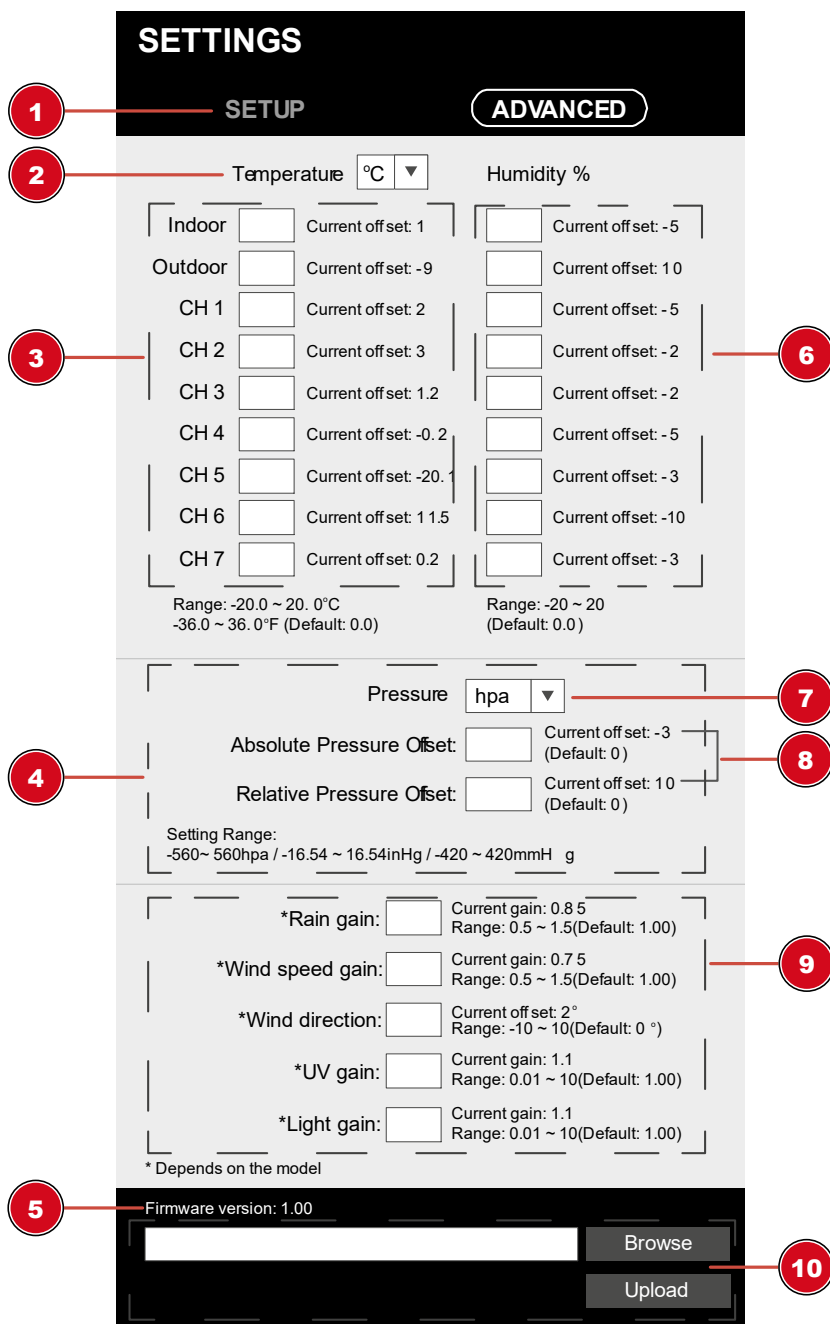 SETTINGS
1 SETUP ADVANCED
2 Temperature °C ▼ Humidity %
Indoor Current offset: 1 Current offset: -5
Outdoor Current offset: -9 Current offset: 10
CH 1 Current offset: 2 Current offset: -5
3 CH 2 Current offset: 3 Current offset: -2 6
CH 3 Current offset: 1.2 Current offset: -2
CH 4 Current offset: -0.2 Current offset: -5
CH 5 Current offset: -20.1 Current offset: -3
CH 6 Current offset: 11.5 Current offset: -10
CH 7 Current offset: 0.2 Current offset: -3
Range: -20.0 ~ 20.0°C Range: -20 ~ 20
-36.0 ~ 36.0°F (Default: 0.0) (Default: 0.0)
Pressure hpa ▼ 7
Absolute Pressure Offset: Current offset: -3
(Default: 0) 8
4
Relative Pressure Offset: Current offset: 10
(Default: 0)
Setting Range:
-560~ 560hpa / -16.54 ~ 16.54inHg / -420 ~ 420mmH g
*Rain gain: Current gain: 0.85
Range: 0.5 ~ 1.5(Default: 1.00)
*Wind speed gain: Current gain: 0.75 9
Range: 0.5 ~ 1.5(Default: 1.00)
*Wind direction: Current offset: 2°
Range: -10 ~ 10(Default: 0 °)
*UV gain: Current gain: 1.1
Range: 0.01 ~ 10(Default: 1.00)
*Light gain: Current gain: 1.1
Range: 0.01 ~ 10(Default: 1.00)
* Depends on the model
5 Firmware version: 1.00
Browse
10
Upload